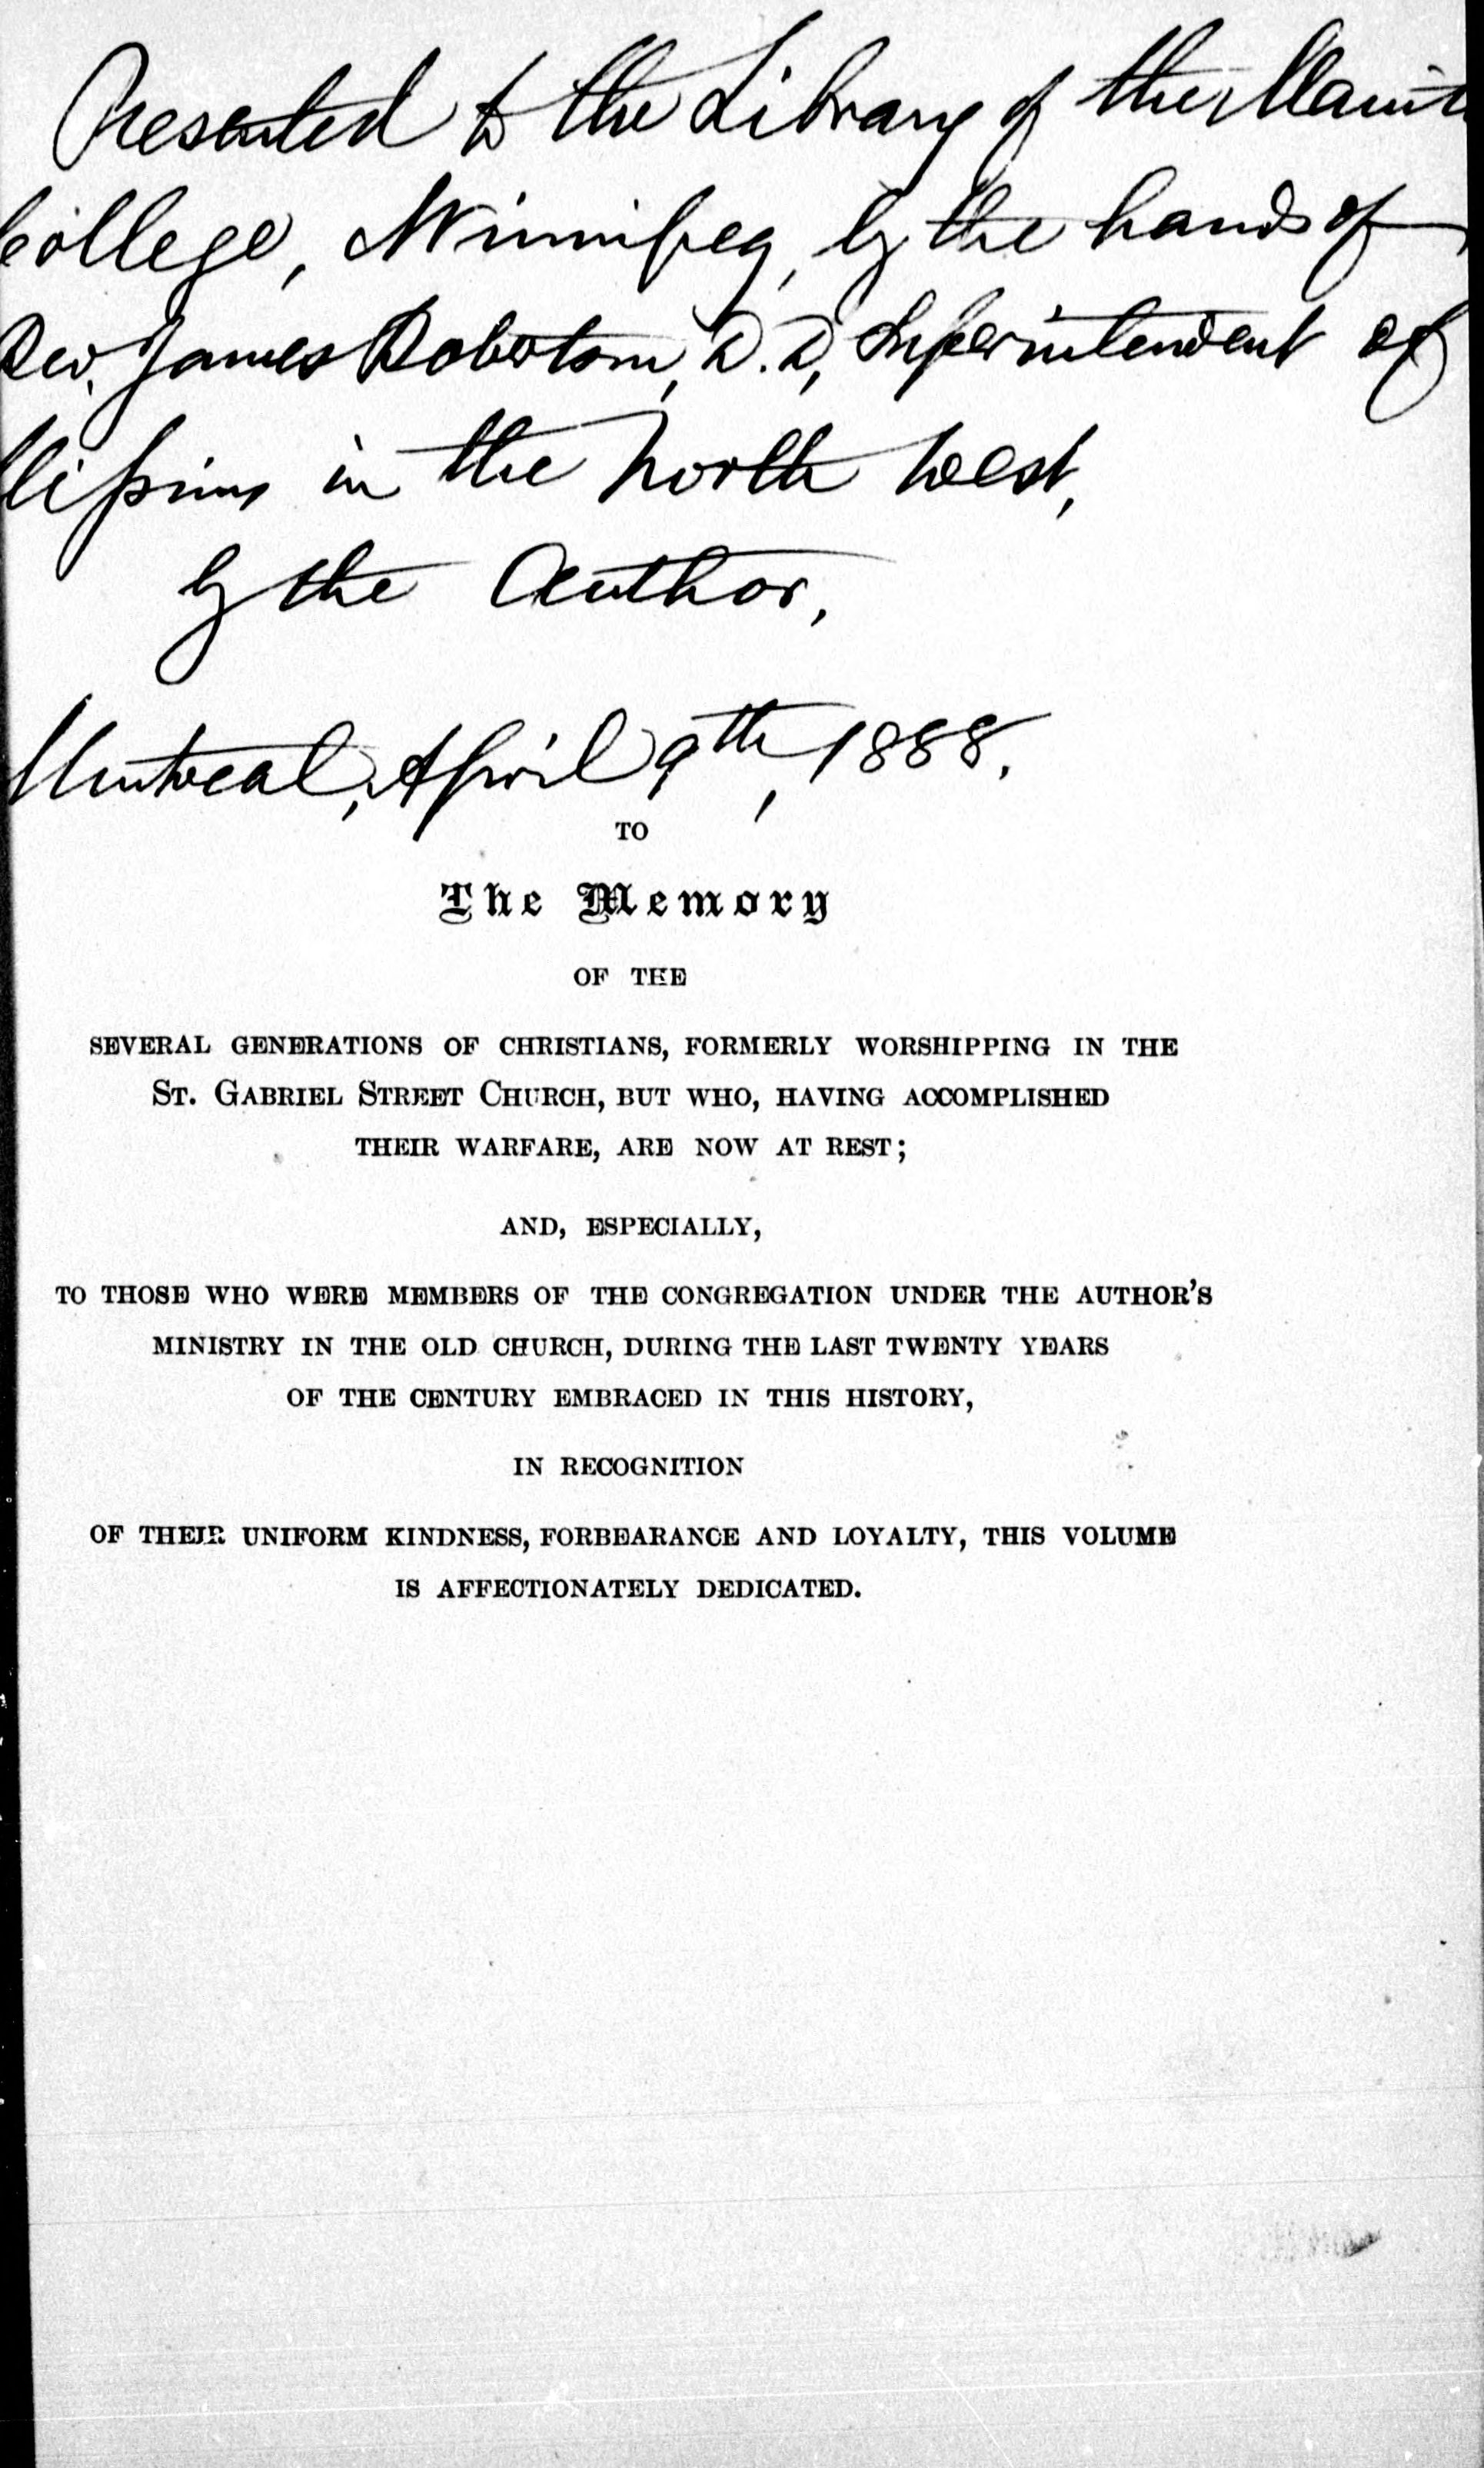 Presented to the Library of the Manit
College, Winnipeg, by the hands of
Rev. James Robertson, D.D., Superintendent of
Missions in the North West,
by the Author,
Montreal, April 9th, 1888.
TO
The Memory
OF THE
SEVERAL GENERATIONS OF CHRISTIANS, FORMERLY WORSHIPPING IN THE
ST. GABRIEL STREET CHURCH, BUT WHO, HAVING ACCOMPLISHED
THEIR WARFARE, ARE NOW AT REST;
AND, ESPECIALLY,
TO THOSE WHO WERE MEMBERS OF THE CONGREGATION UNDER THE AUTHOR'S
MINISTRY IN THE OLD CHURCH, DURING THE LAST TWENTY YEARS
OF THE CENTURY EMBRACED IN THIS HISTORY,
IN RECOGNITION
OF THEIR UNIFORM KINDNESS, FORBEARANCE AND LOYALTY, THIS VOLUME
IS AFFECTIONATELY DEDICATED.